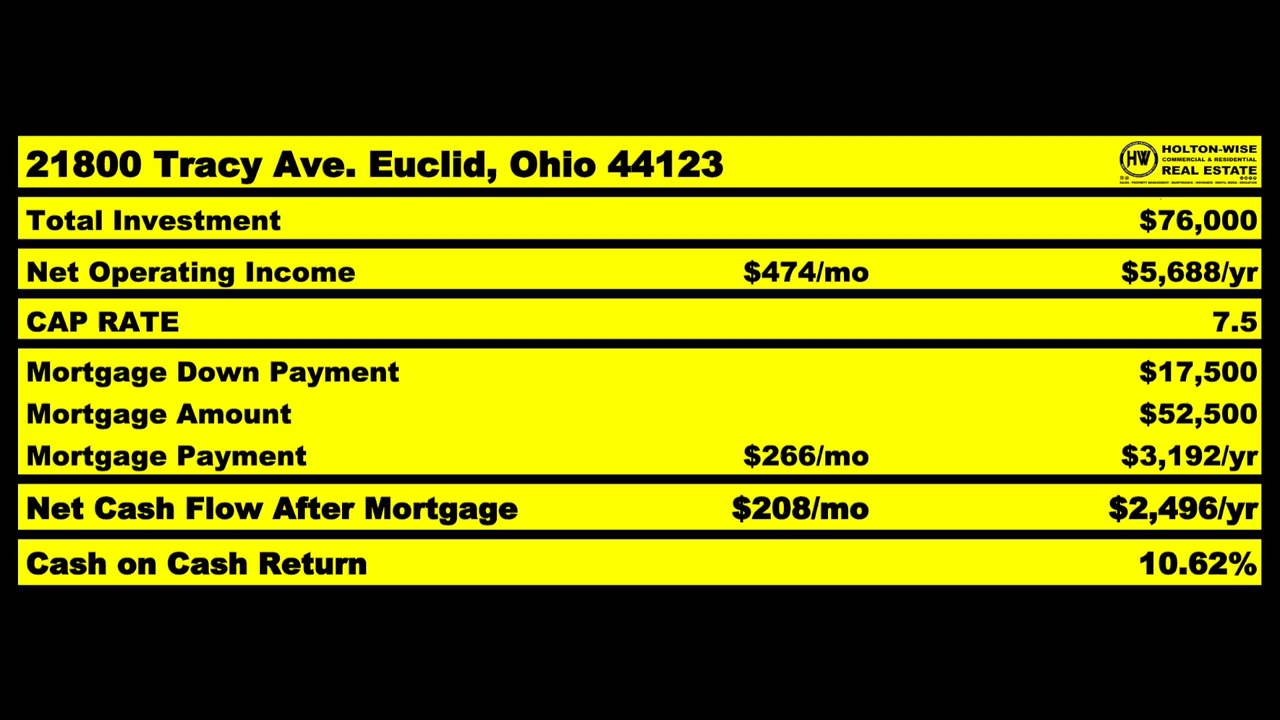 21800 Tracy Ave. Euclid, Ohio 44123
HW
HOLTON-WISE
COMMERCIAL & RESIDENTIAL
REAL ESTATE
Total Investment $76,000
Net Operating Income $474/mo $5,688/yr
CAP RATE 7.5
Mortgage Down Payment $17,500
Mortgage Amount $52,500
Mortgage Payment $266/mo $3,192/yr
Net Cash Flow After Mortgage $208/mo $2,496/yr
Cash on Cash Return 10.62%